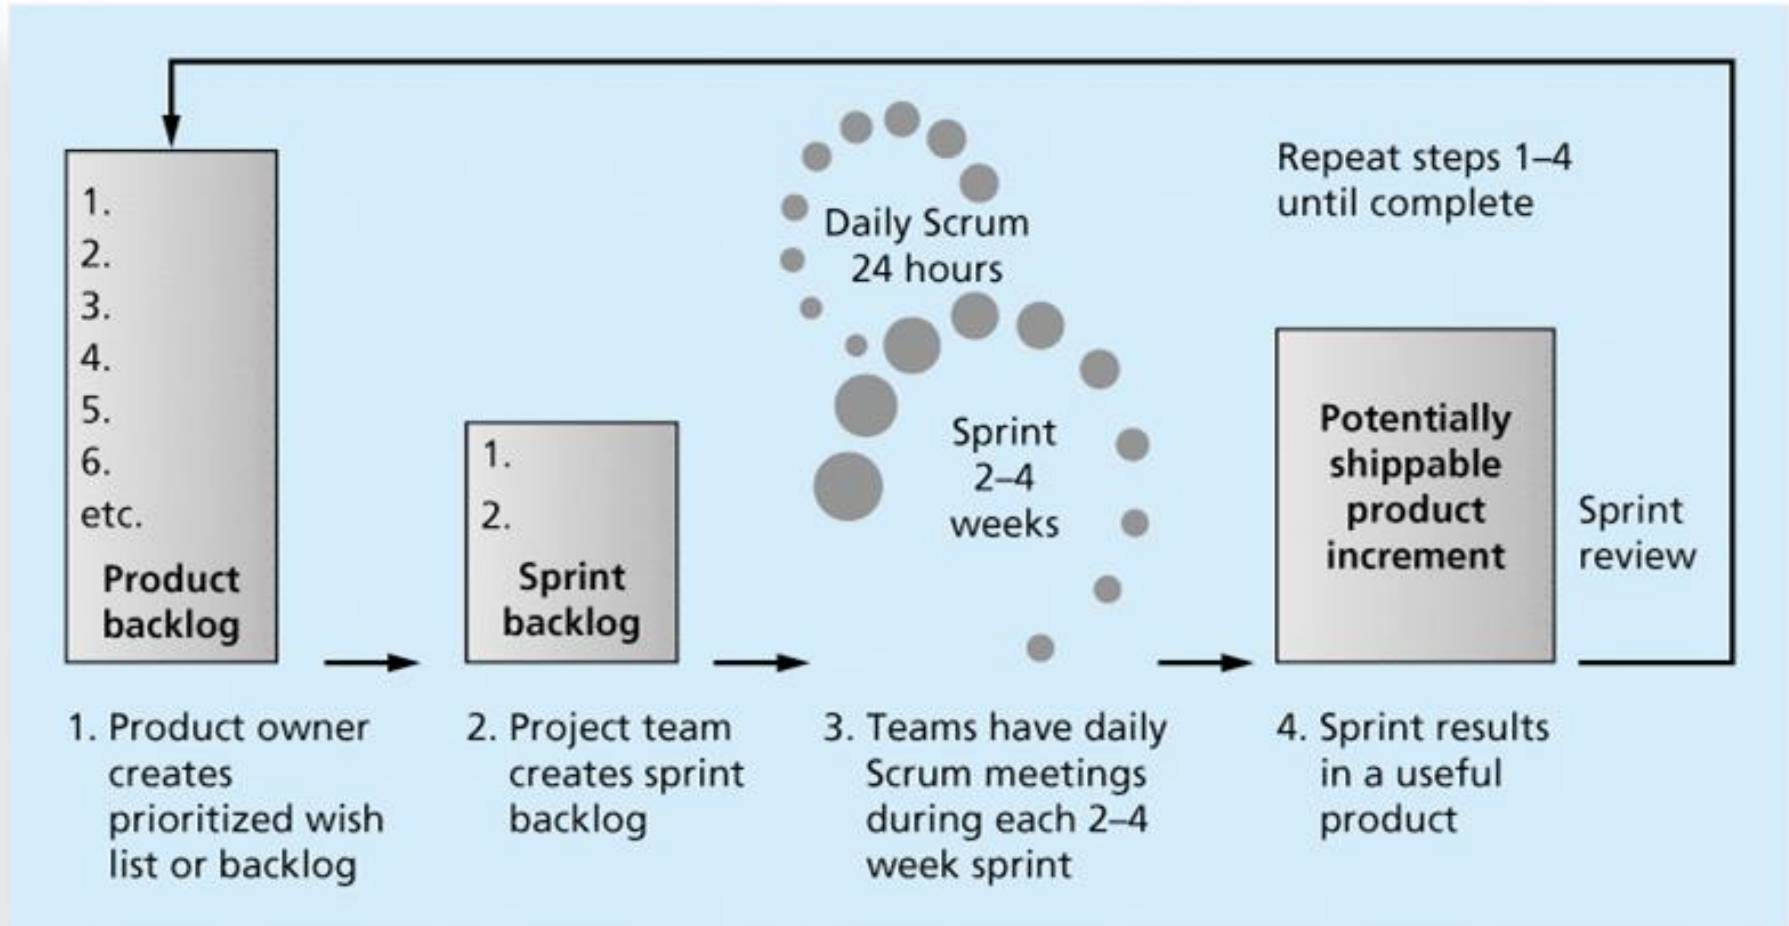 1.
2.
3.
4.
5.
6.
etc.
Product
backlog
1.
2.
Sprint
backlog
Daily Scrum
24 hours
Sprint
2–4
weeks
Repeat steps 1–4
until complete
Potentially
shippable
product
increment
Sprint
review
1. Product owner
creates
prioritized wish
list or backlog
2. Project team
creates sprint
backlog
3. Teams have daily
Scrum meetings
during each 2–4
week sprint
4. Sprint results
in a useful
product